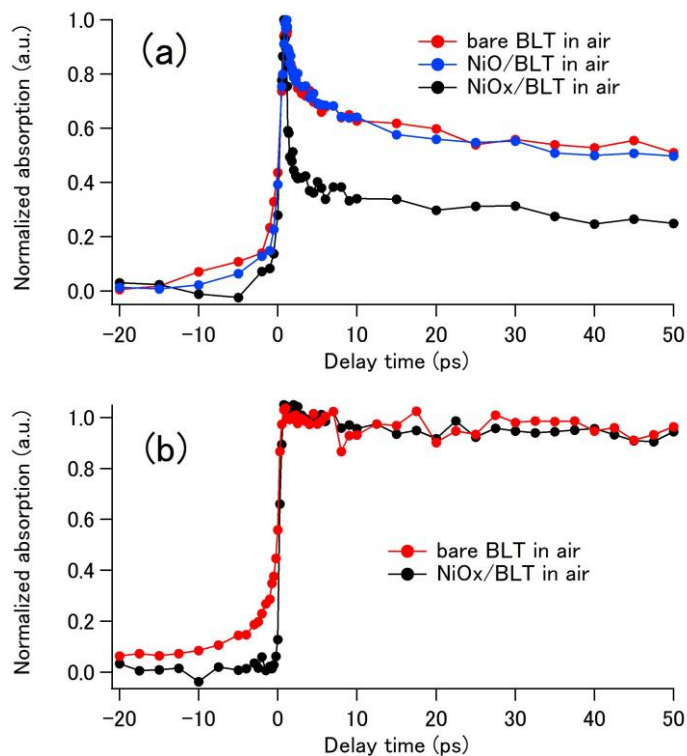 (a)
bare BLT in air
NiO/BLT in air
NiOx/BLT in air
Normalized absorption (a.u.)
1.0
0.8
0.6
0.4
0.2
0.0
-20 -10 0 10 20 30 40 50
Delay time (ps)
(b)
bare BLT in air
NiOx/BLT in air
Normalized absorption (a.u.)
1.0
0.8
0.6
0.4
0.2
0.0
-20 -10 0 10 20 30 40 50
Delay time (ps)